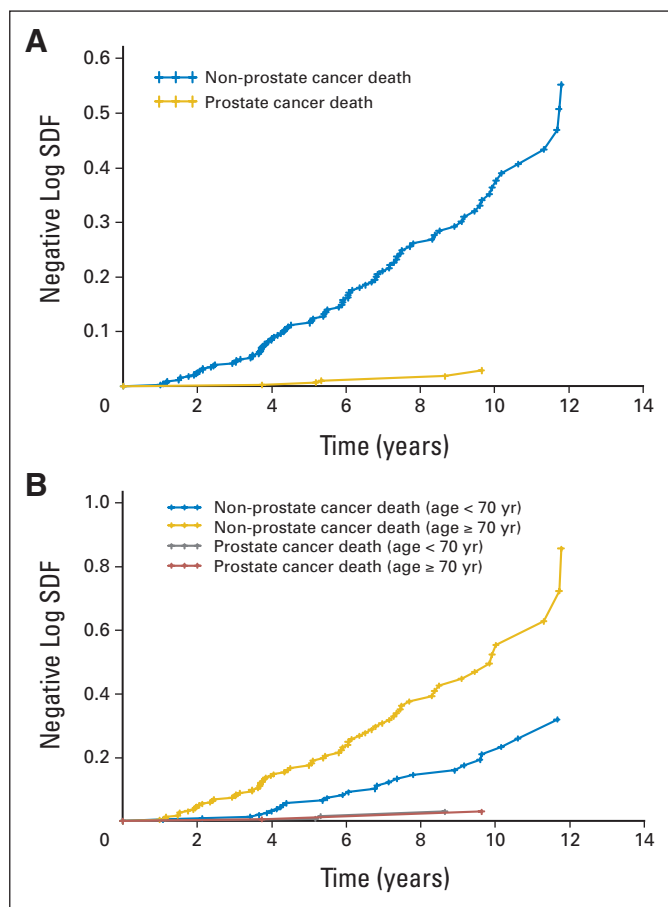 A
0.6
Non-prostate cancer death
Prostate cancer death
0.5
0.4
0.3
0.2
0.1
Negative Log SDF
0 2 4 6 8 10 12 14
Time (years)
B
1.0
Non-prostate cancer death (age < 70 yr)
Non-prostate cancer death (age ≥ 70 yr)
Prostate cancer death (age < 70 yr)
Prostate cancer death (age ≥ 70 yr)
0.8
0.6
0.4
0.2
Negative Log SDF
0 2 4 6 8 10 12 14
Time (years)